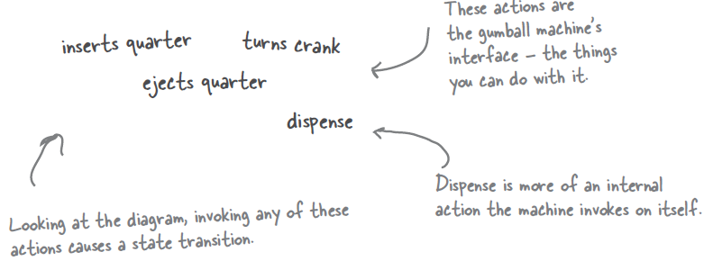 These actions are
the gumball machine's
interface – the things
you can do with it.
inserts quarter
turns crank
ejects quarter
dispense
Dispense is more of an internal
action the machine invokes on itself.
Looking at the diagram, invoking any of these
actions causes a state transition.